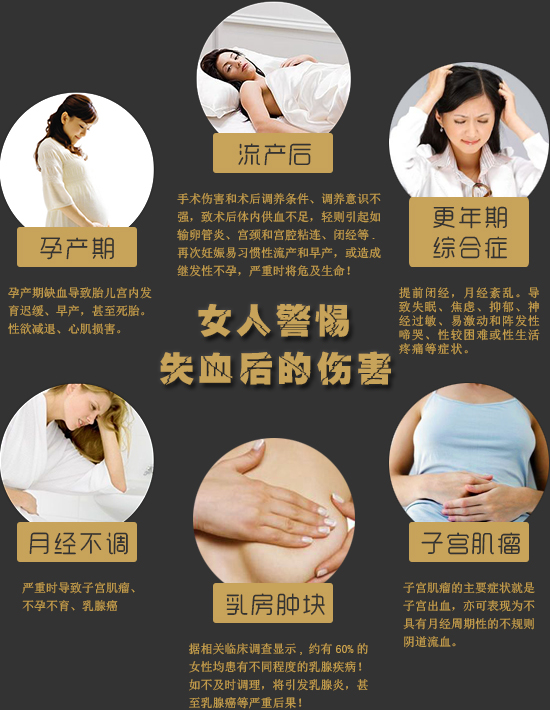 流产后
手术伤害和术后调养条件、调养意识不
强，致术后体内供血不足，轻则引起如
输卵管炎、宫颈和宫腔粘连、闭经等．
再次妊娠易习惯性流产和早产，或造成
继发性不孕，严重时将危及生命！
孕产期
孕产期缺血导致胎儿宫内发
育迟缓、早产，甚至死胎。
性欲减退、心肌损害。
更年期
综合症
提前闭经，月经紊乱。导
致失眠、焦虑、抑郁、神
经过敏、易激动和阵发性
啼哭、性较困难或性生活
疼痛等症状。
女人警惕
失血后的伤害
月经不调
严重时导致子宫肌瘤、
不孕不育、乳腺癌
乳房肿块
据相关临床调查显示，约有60%的
女性均患有不同程度的乳腺疾病！
如不及时调理，将引发乳腺炎，甚
至乳腺癌等严重后果！
子宫肌瘤
子宫肌瘤的主要症状就是
子宫出血，亦可表现为不
具有月经周期性的不规则
阴道流血。